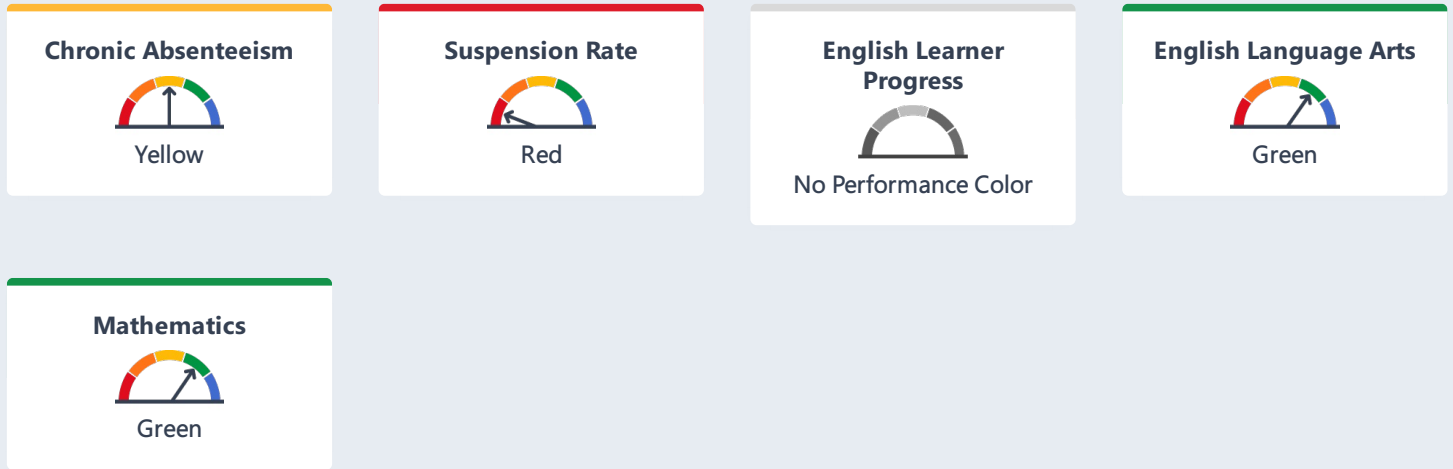 Chronic Absenteeism
Yellow
Suspension Rate
Red
English Learner
Progress
No Performance Color
English Language Arts
Green
Mathematics
Green